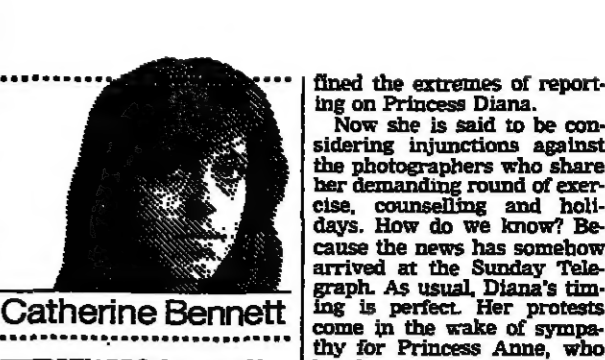 Catherine Bennett
fined the extremes of report-
ing on Princess Diana.
Now she is said to be con-
sidering injunctions against
the photographers who share
her demanding round of exer-
cise, counselling and holi-
days. How do we know? Be-
cause the news has somehow
arrived at the Sunday Tele-
graph. As usual, Diana's tim-
ing is perfect. Her protests
come in the wake of sympa-
thy for Princess Anne, who